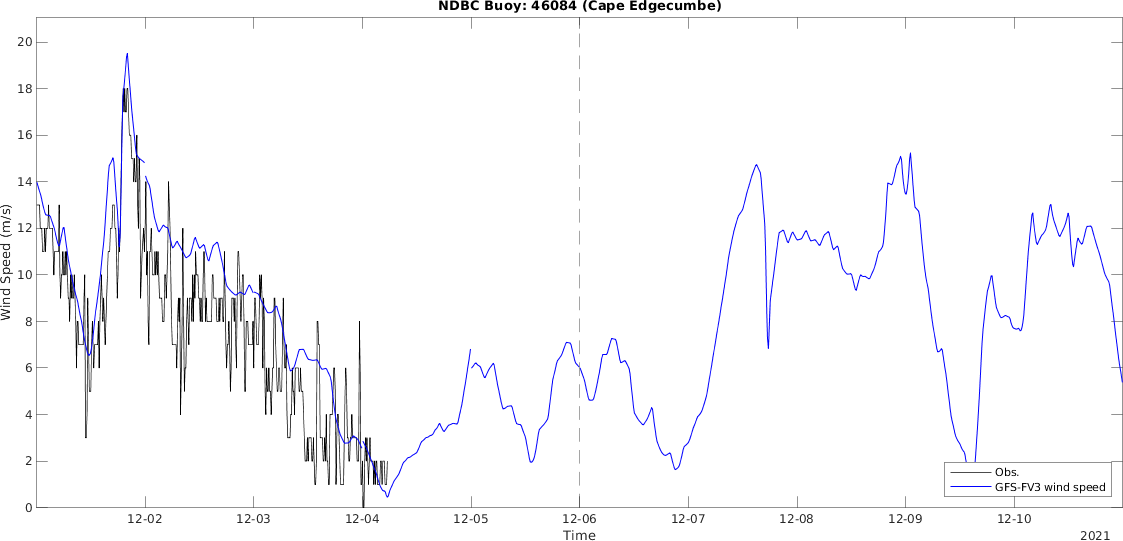 NDBC Buoy: 46084 (Cape Edgecumbe)
20
18
16
14
12
10
8
6
4
2
0
Wind Speed (m/s)
Obs.
GFS-FV3 wind speed
12-02 12-03 12-04 12-05 12-06 12-07 12-08 12-09 12-10
Time
2021